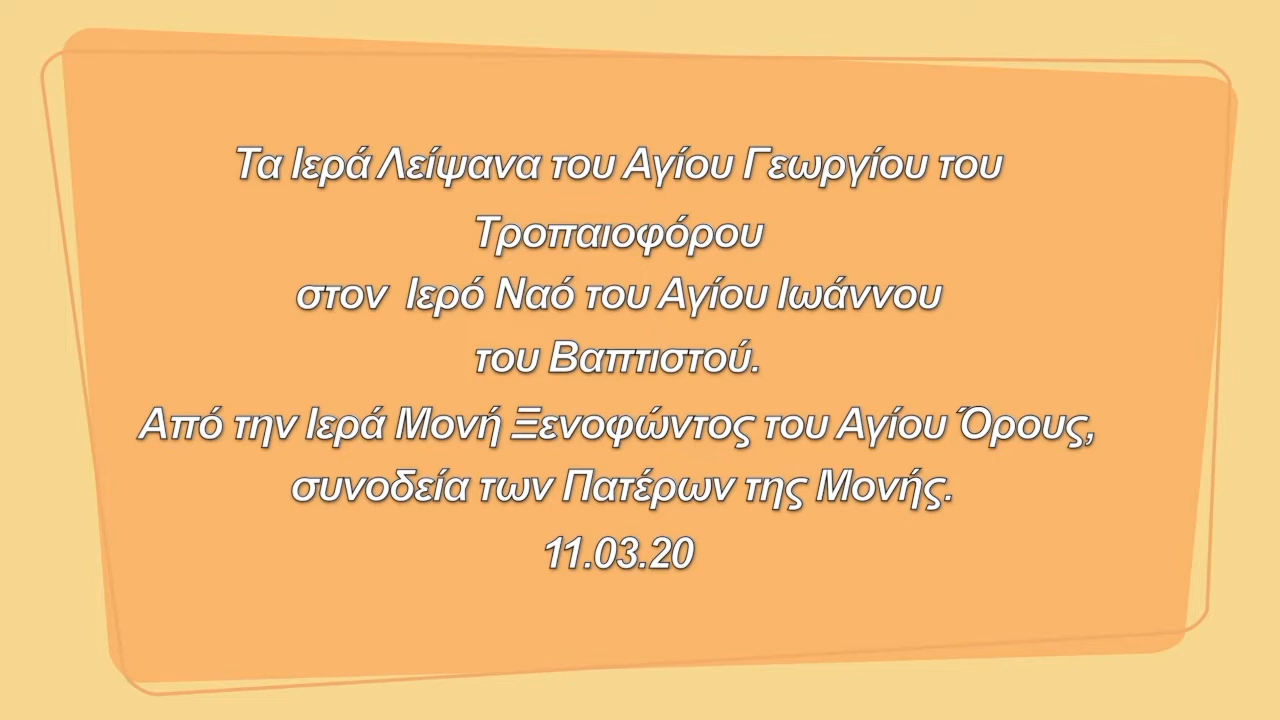 Τα Ιερά Λείψανα του Αγίου Γεωργίου του
Τροπαιοφόρου
στον Ιερό Ναό του Αγίου Ιωάννου
του Βαπτιστού.
Από την Ιερά Μονή Ξενοφώντος του Αγίου Όρους,
συνοδεία των Πατέρων της Μονής.
11.03.20